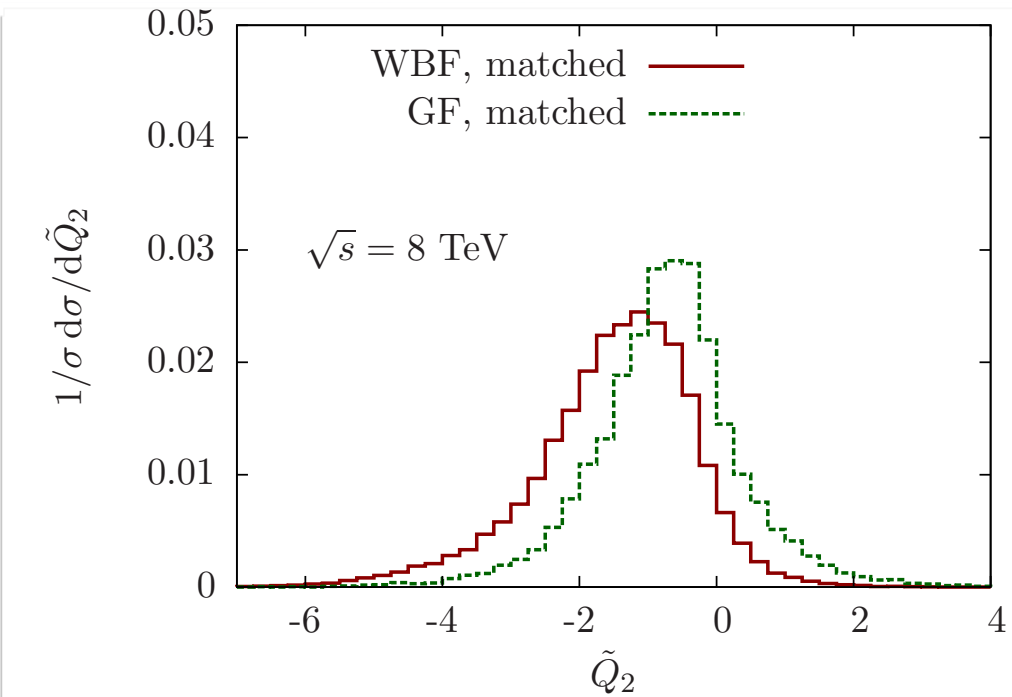 0.05
0.04
0.03
0.02
0.01
0
1/σ dσ/dQ̃₂
WBF, matched
GF, matched
√s = 8 TeV
-6 -4 -2 0 2 4
Q̃₂